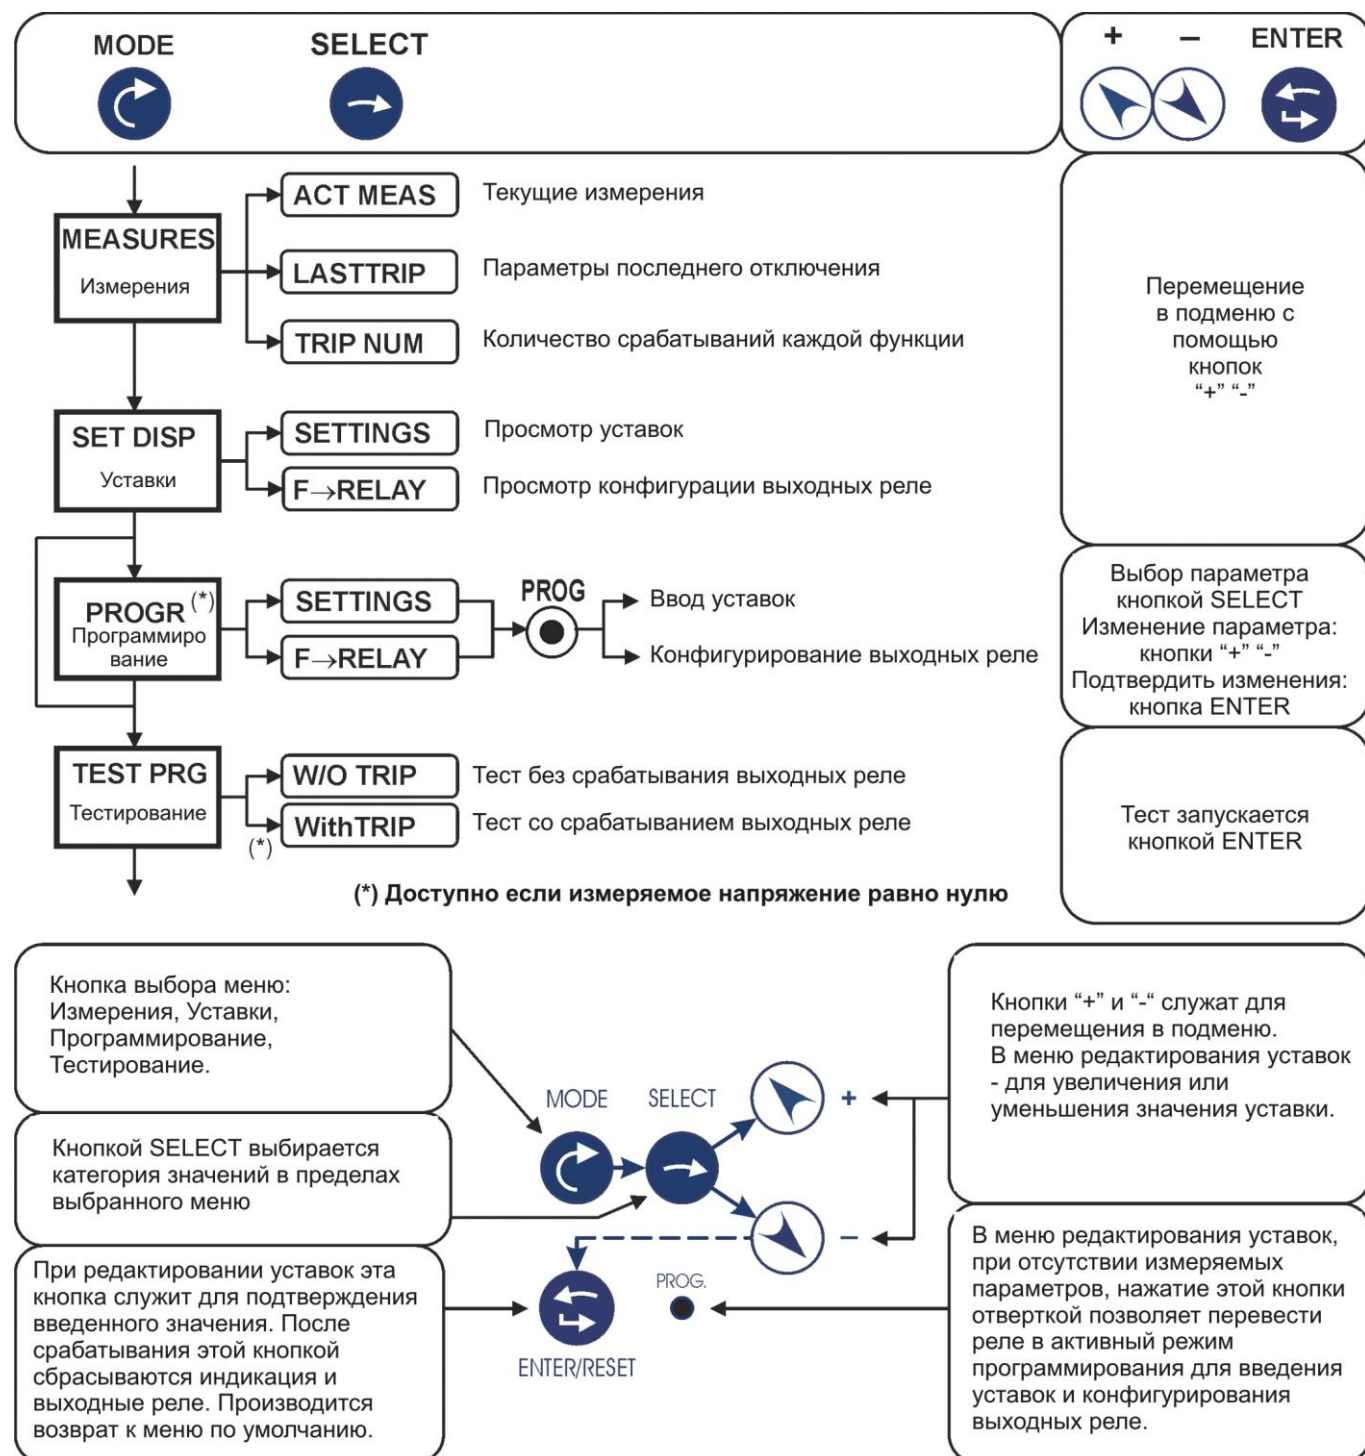 MODE
SELECT
+ – ENTER
ACT MEAS Текущие измерения
MEASURES
Измерения
LASTTRIP Параметры последнего отключения
TRIP NUM Количество срабатываний каждой функции
Перемещение
в подменю с
помощью
кнопок
“+” “-”
SET DISP
Уставки
SETTINGS Просмотр уставок
F→RELAY Просмотр конфигурации выходных реле
PROGR (*)
Программиро
вание
SETTINGS
F→RELAY
PROG
Ввод уставок
Конфигурирование выходных реле
Выбор параметра
кнопкой SELECT
Изменение параметра:
кнопки “+” “-”
Подтвердить изменения:
кнопка ENTER
TEST PRG
Тестирование
W/O TRIP Тест без срабатывания выходных реле
WithTRIP Тест со срабатыванием выходных реле
(*)
Тест запускается
кнопкой ENTER
(*) Доступно если измеряемое напряжение равно нулю
Кнопка выбора меню:
Измерения, Уставки,
Программирование,
Тестирование.
Кнопкой SELECT выбирается
категория значений в пределах
выбранного меню
При редактировании уставок эта
кнопка служит для подтверждения
введенного значения. После
срабатывания этой кнопкой
сбрасываются индикация и
выходные реле. Производится
возврат к меню по умолчанию.
MODE
SELECT
+
–
PROG.
ENTER/RESET
Кнопки “+” и “-“ служат для
перемещения в подменю.
В меню редактирования уставок
- для увеличения или
уменьшения значения уставки.
В меню редактирования уставок,
при отсутствии измеряемых
параметров, нажатие этой кнопки
отверткой позволяет перевести
реле в активный режим
программирования для введения
уставок и конфигурирования
выходных реле.